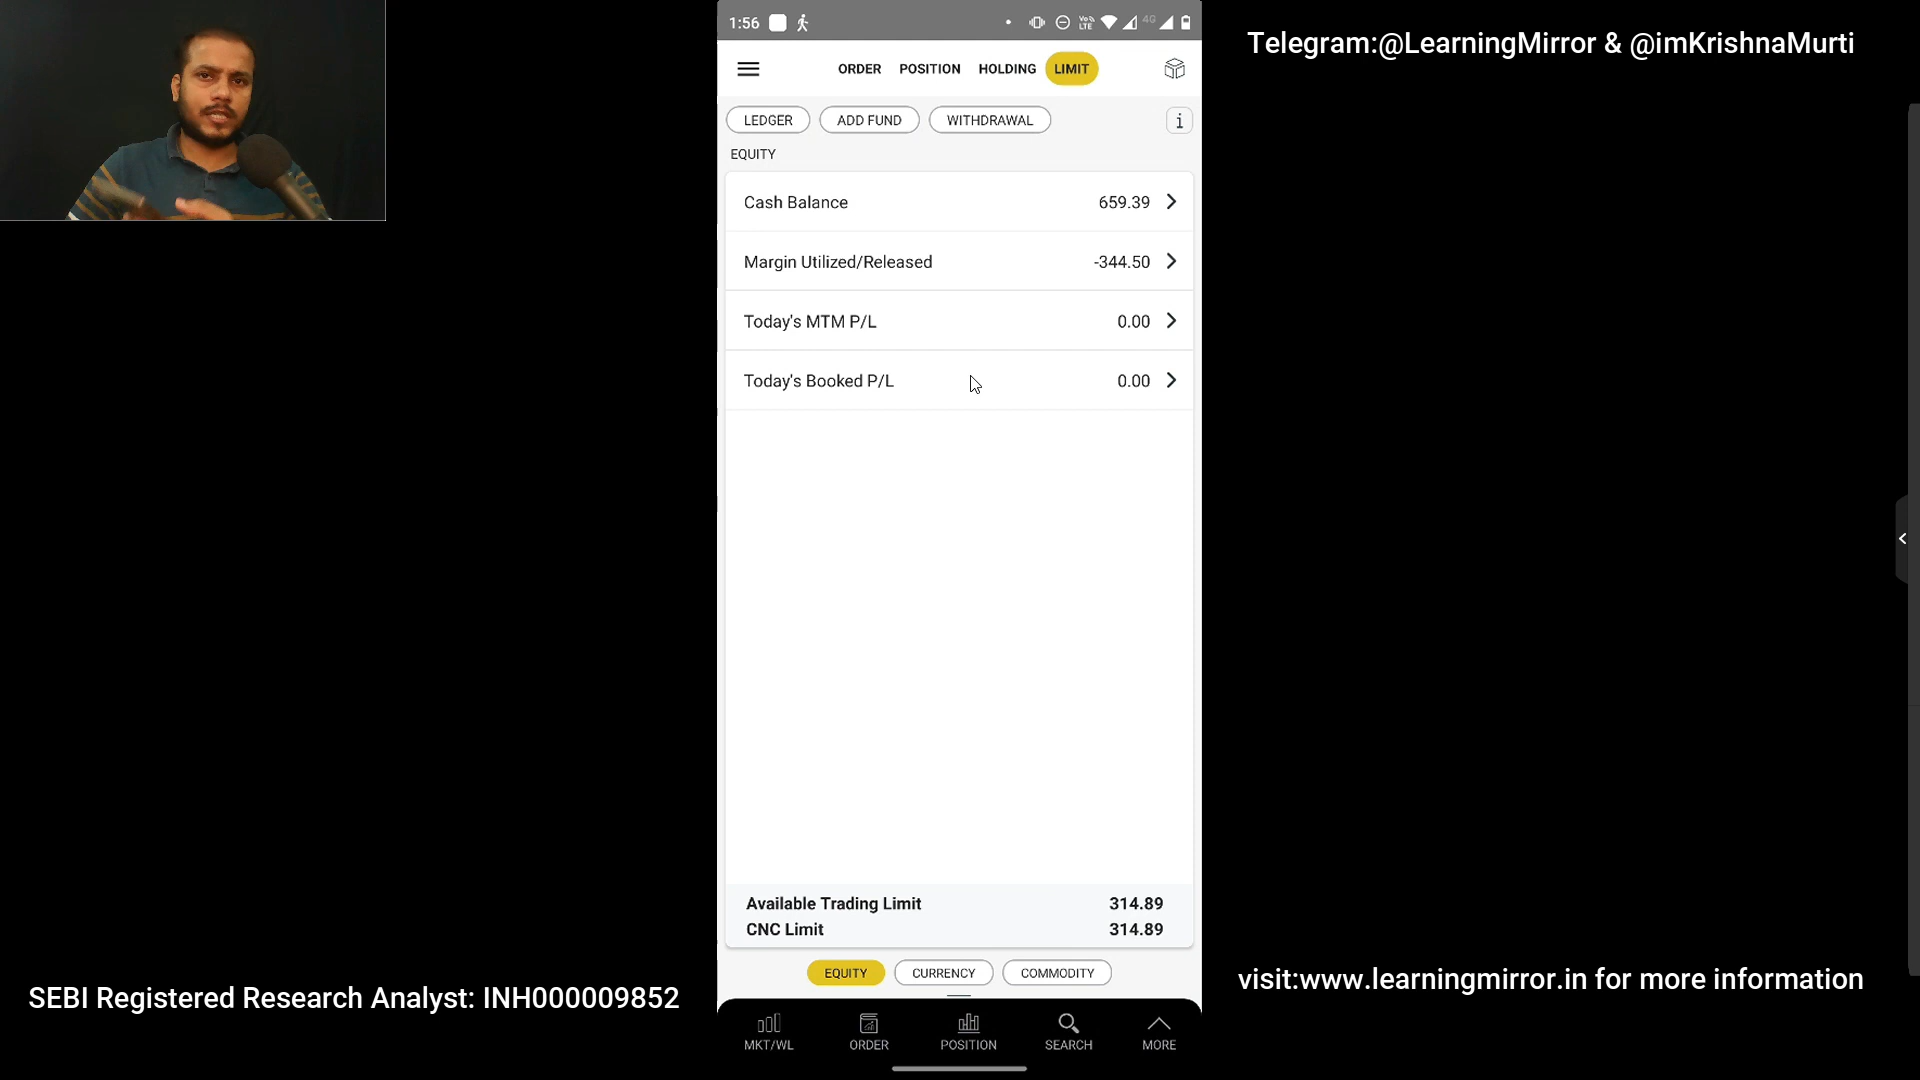 1:56
Vo)) LTE 4G
Telegram:@LearningMirror & @imKrishnaMurti
ORDER POSITION HOLDING LIMIT
LEDGER ADD FUND WITHDRAWAL i
EQUITY
Cash Balance 659.39
Margin Utilized/Released -344.50
Today's MTM P/L 0.00
Today's Booked P/L 0.00
Available Trading Limit 314.89
CNC Limit 314.89
EQUITY CURRENCY COMMODITY
SEBI Registered Research Analyst: INH000009852
visit:www.learningmirror.in for more information
MKT/WL ORDER POSITION SEARCH MORE